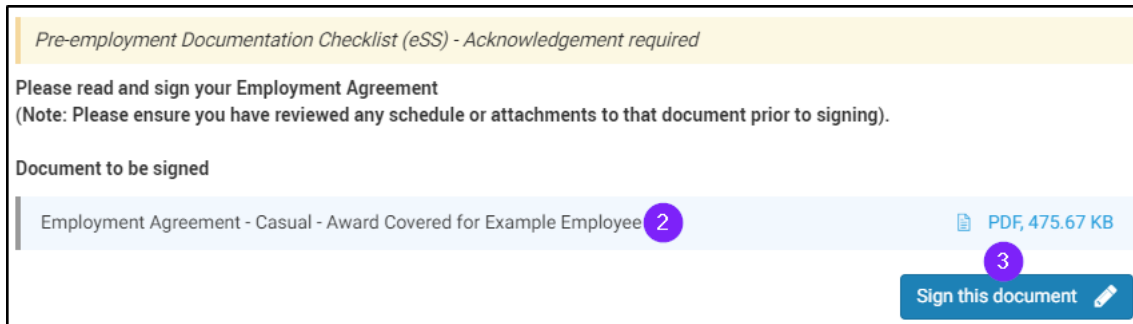 Pre-employment Documentation Checklist (eSS) - Acknowledgement required
Please read and sign your Employment Agreement
(Note: Please ensure you have reviewed any schedule or attachments to that document prior to signing).
Document to be signed
Employment Agreement - Casual - Award Covered for Example Employee 2 PDF, 475.67 KB
3
Sign this document